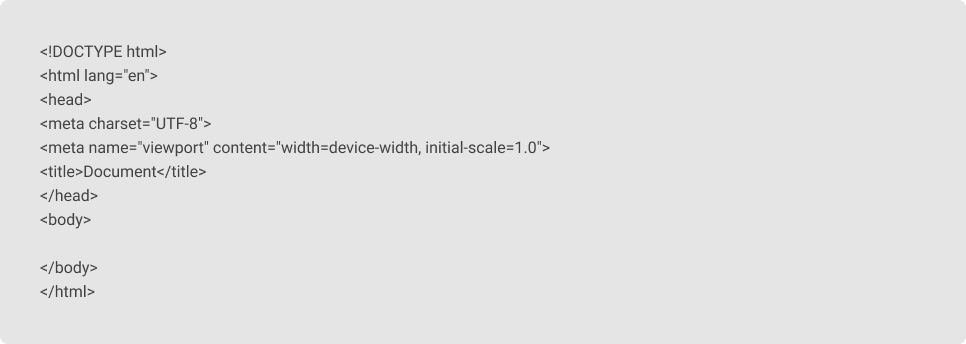 <!DOCTYPE html>
<html lang="en">
<head>
<meta charset="UTF-8">
<meta name="viewport" content="width=device-width, initial-scale=1.0">
<title>Document</title>
</head>
<body>

</body>
</html>